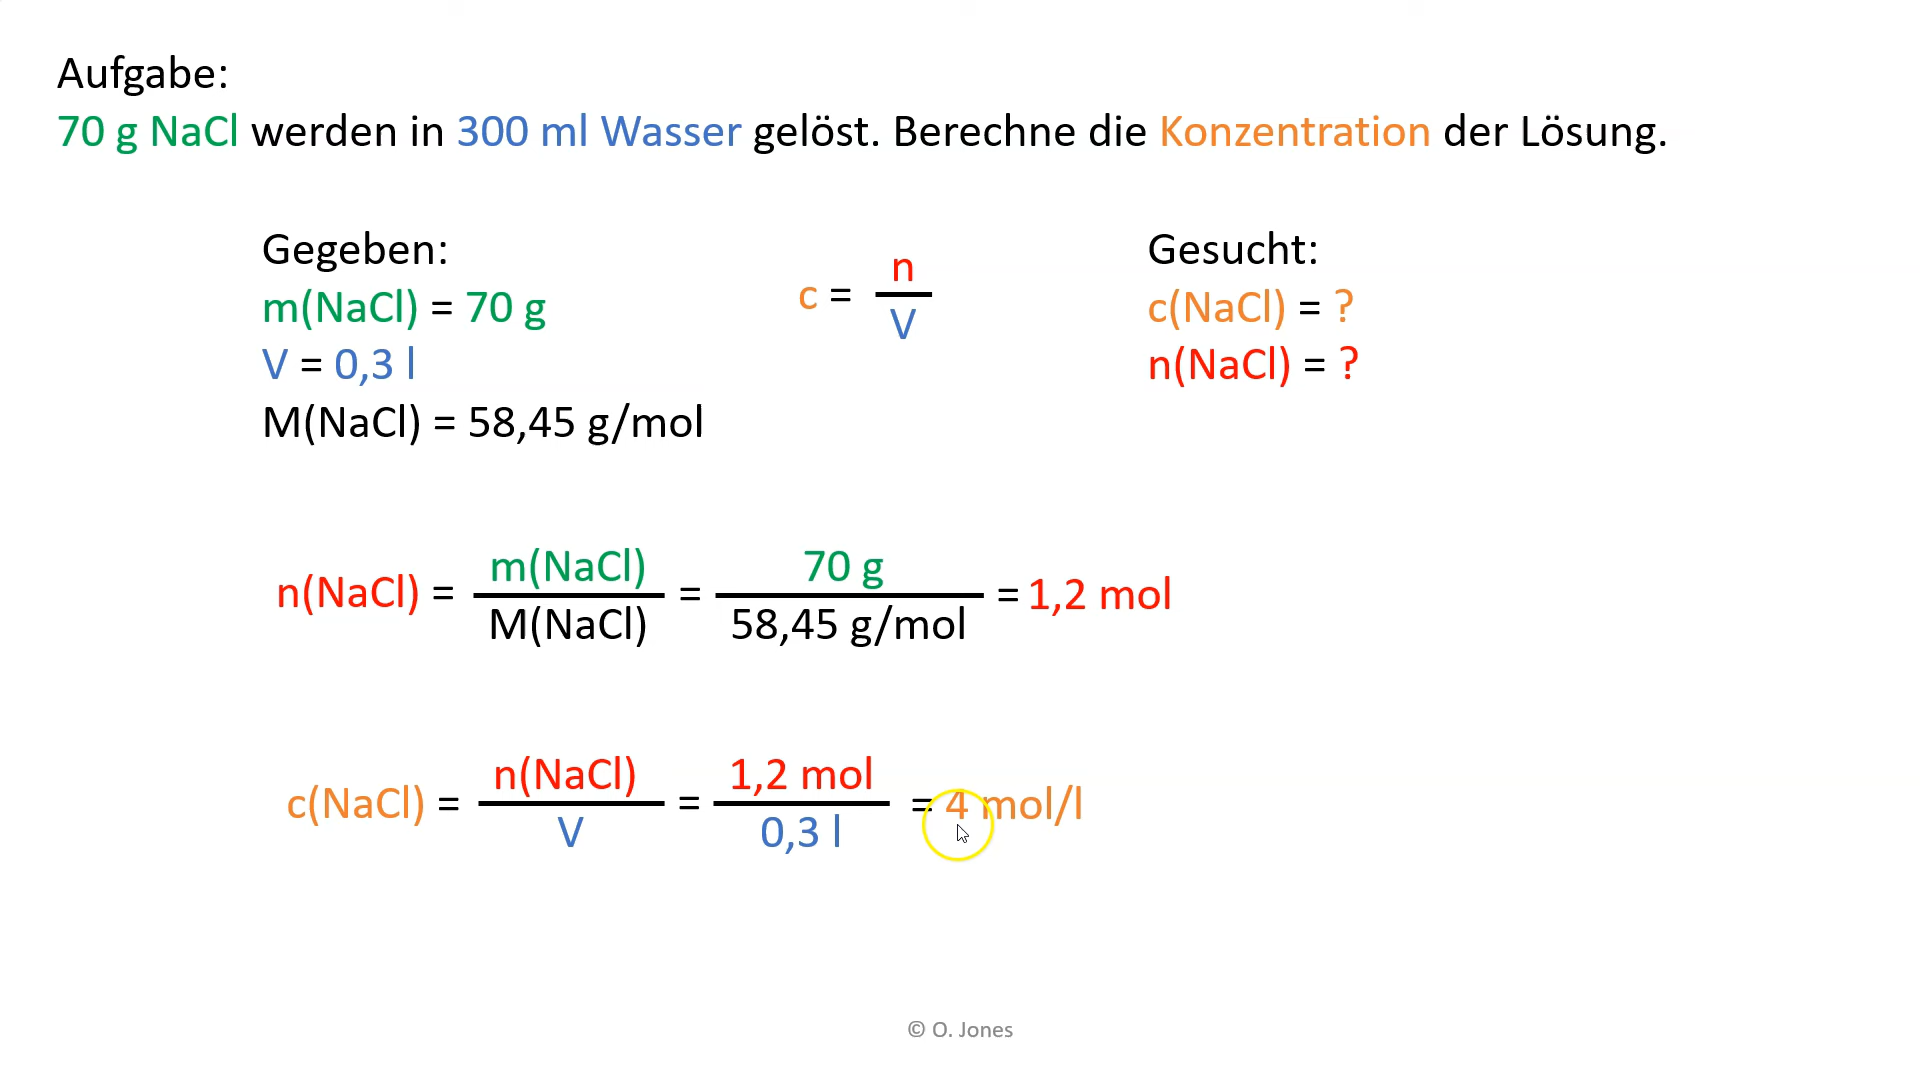 Aufgabe:
70 g NaCl werden in 300 ml Wasser gelöst. Berechne die Konzentration der Lösung.
Gegeben:
m(NaCl) = 70 g
V = 0,3 l
M(NaCl) = 58,45 g/mol
c = n / V
Gesucht:
c(NaCl) = ?
n(NaCl) = ?
n(NaCl) = m(NaCl) / M(NaCl) = 70 g / 58,45 g/mol = 1,2 mol
c(NaCl) = n(NaCl) / V = 1,2 mol / 0,3 l = 4 mol/l
© O. Jones